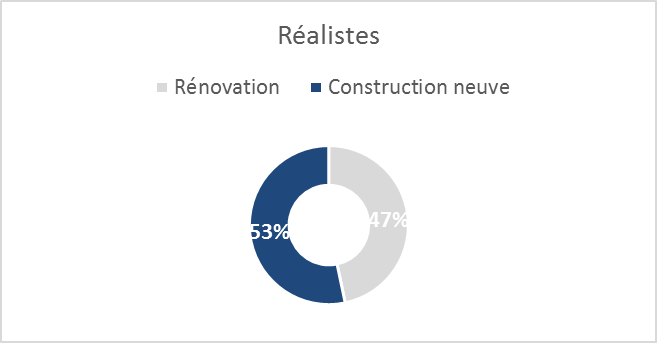 Réalistes
Rénovation Construction neuve
47%
53%